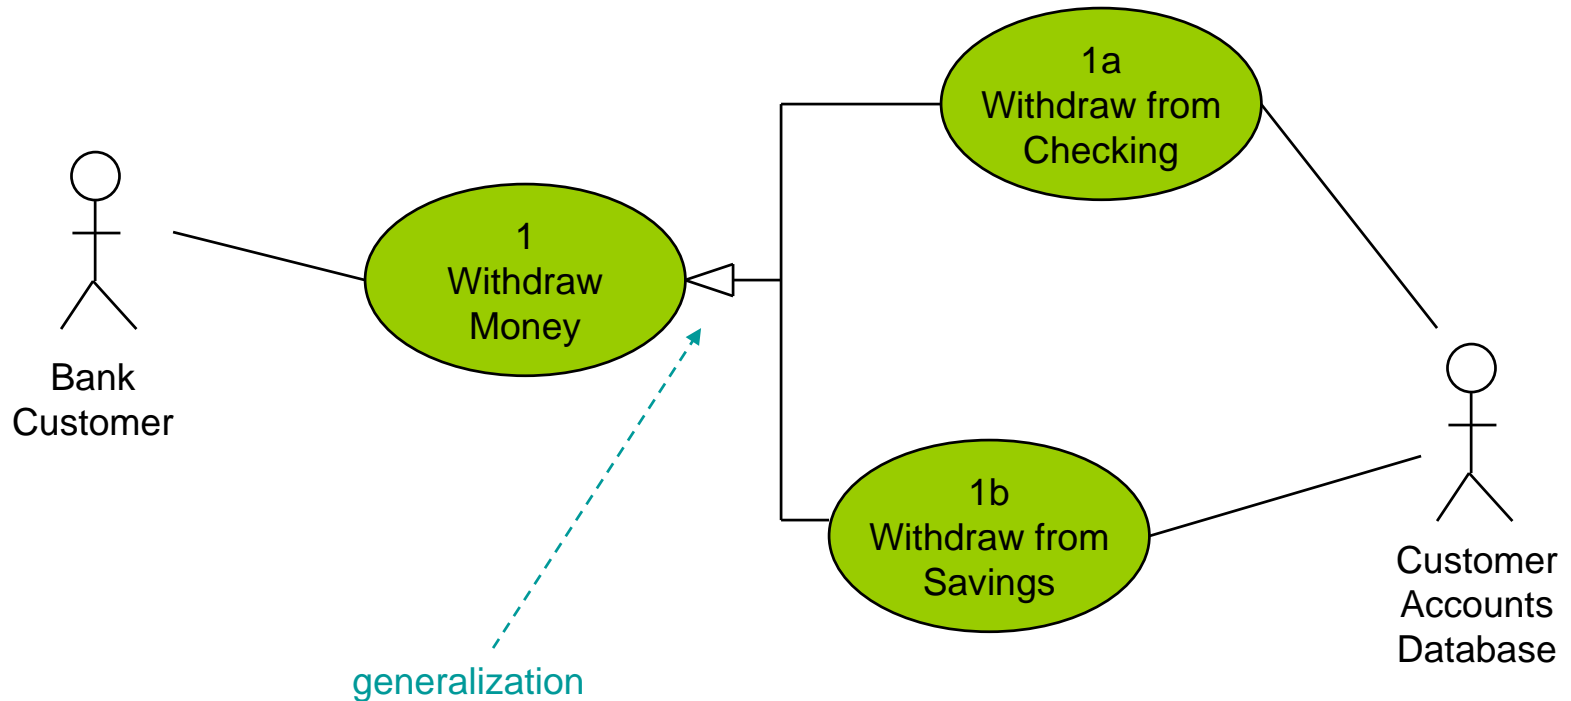 1a
Withdraw from
Checking
1
Withdraw
Money
Bank
Customer
1b
Withdraw from
Savings
Customer
Accounts
Database
generalization